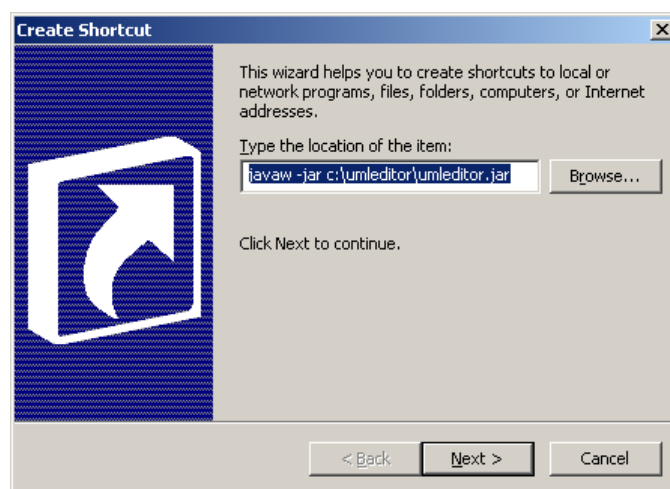 Create Shortcut
This wizard helps you to create shortcuts to local or
network programs, files, folders, computers, or Internet
addresses.
Type the location of the item:
javaw -jar c:\umleditor\umleditor.jar
Browse...
Click Next to continue.
< Back
Next >
Cancel